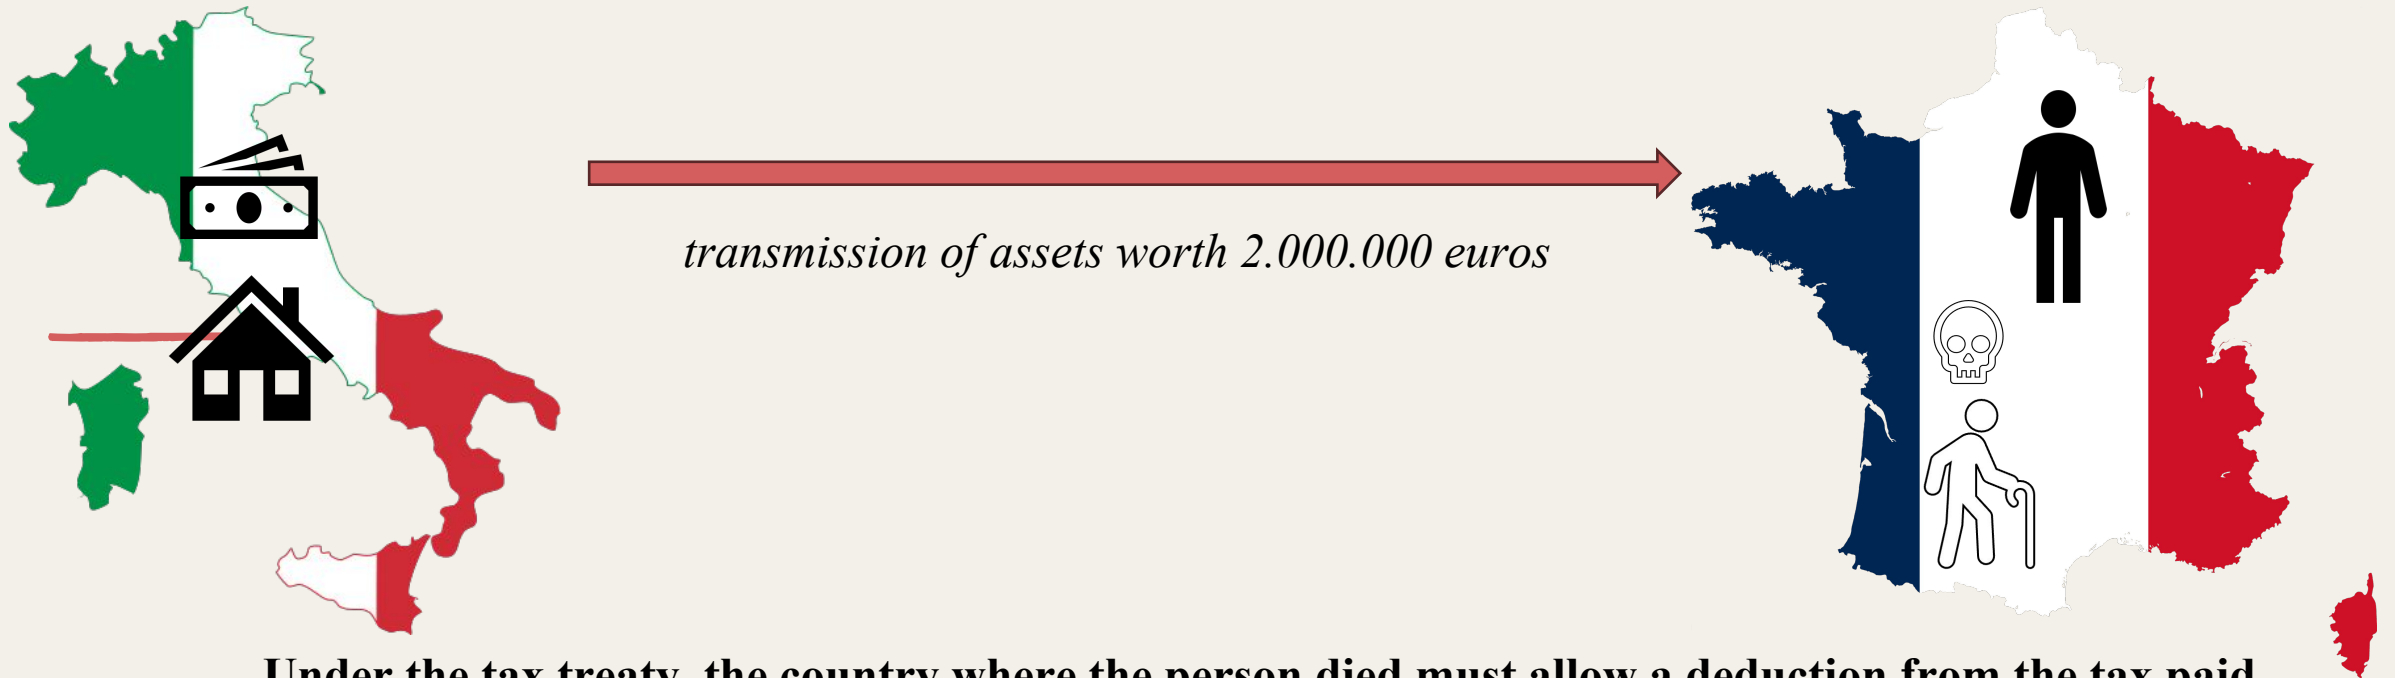 transmission of assets worth 2.000.000 euros
Under the tax treaty, the country where the person died must allow a deduction from the tax paid